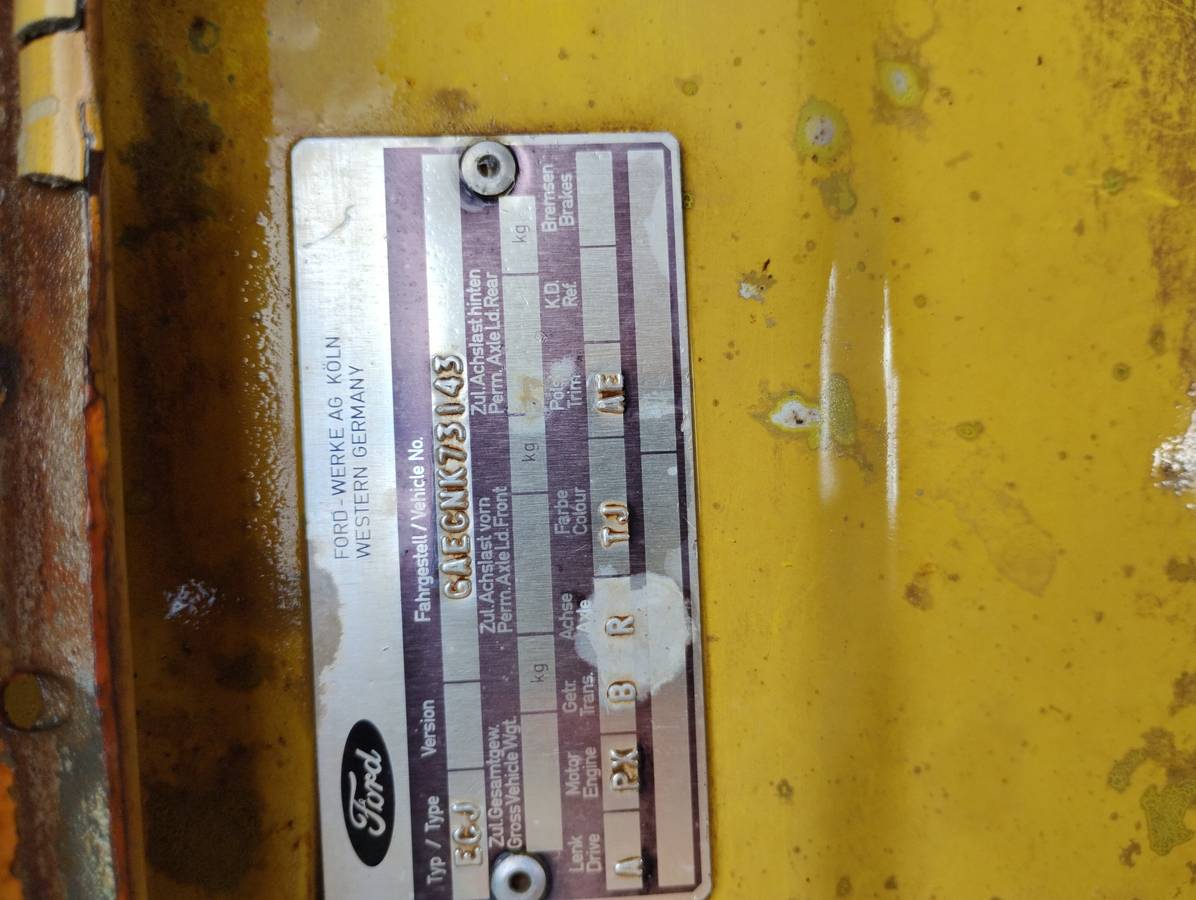 Ford
FORD-WERKE AG KÖLN
WESTERN GERMANY
Typ / Type Version Fahrgestell / Vehicle No.
ECJ GAECNK73043
Zul.Gesamtgew. Zul.Achslast vorn Zul.Achslast hinten
Gross Vehicle Wgt. Perm.Axle Ld.Front Perm.Axle Ld.Rear
kg kg kg
Lenk Motor Getr. Achse Farbe Polst. K.D. Bremsen
Drive Engine Trans. Axle Colour Trim Ref. Brakes
A PX B R TJ AE